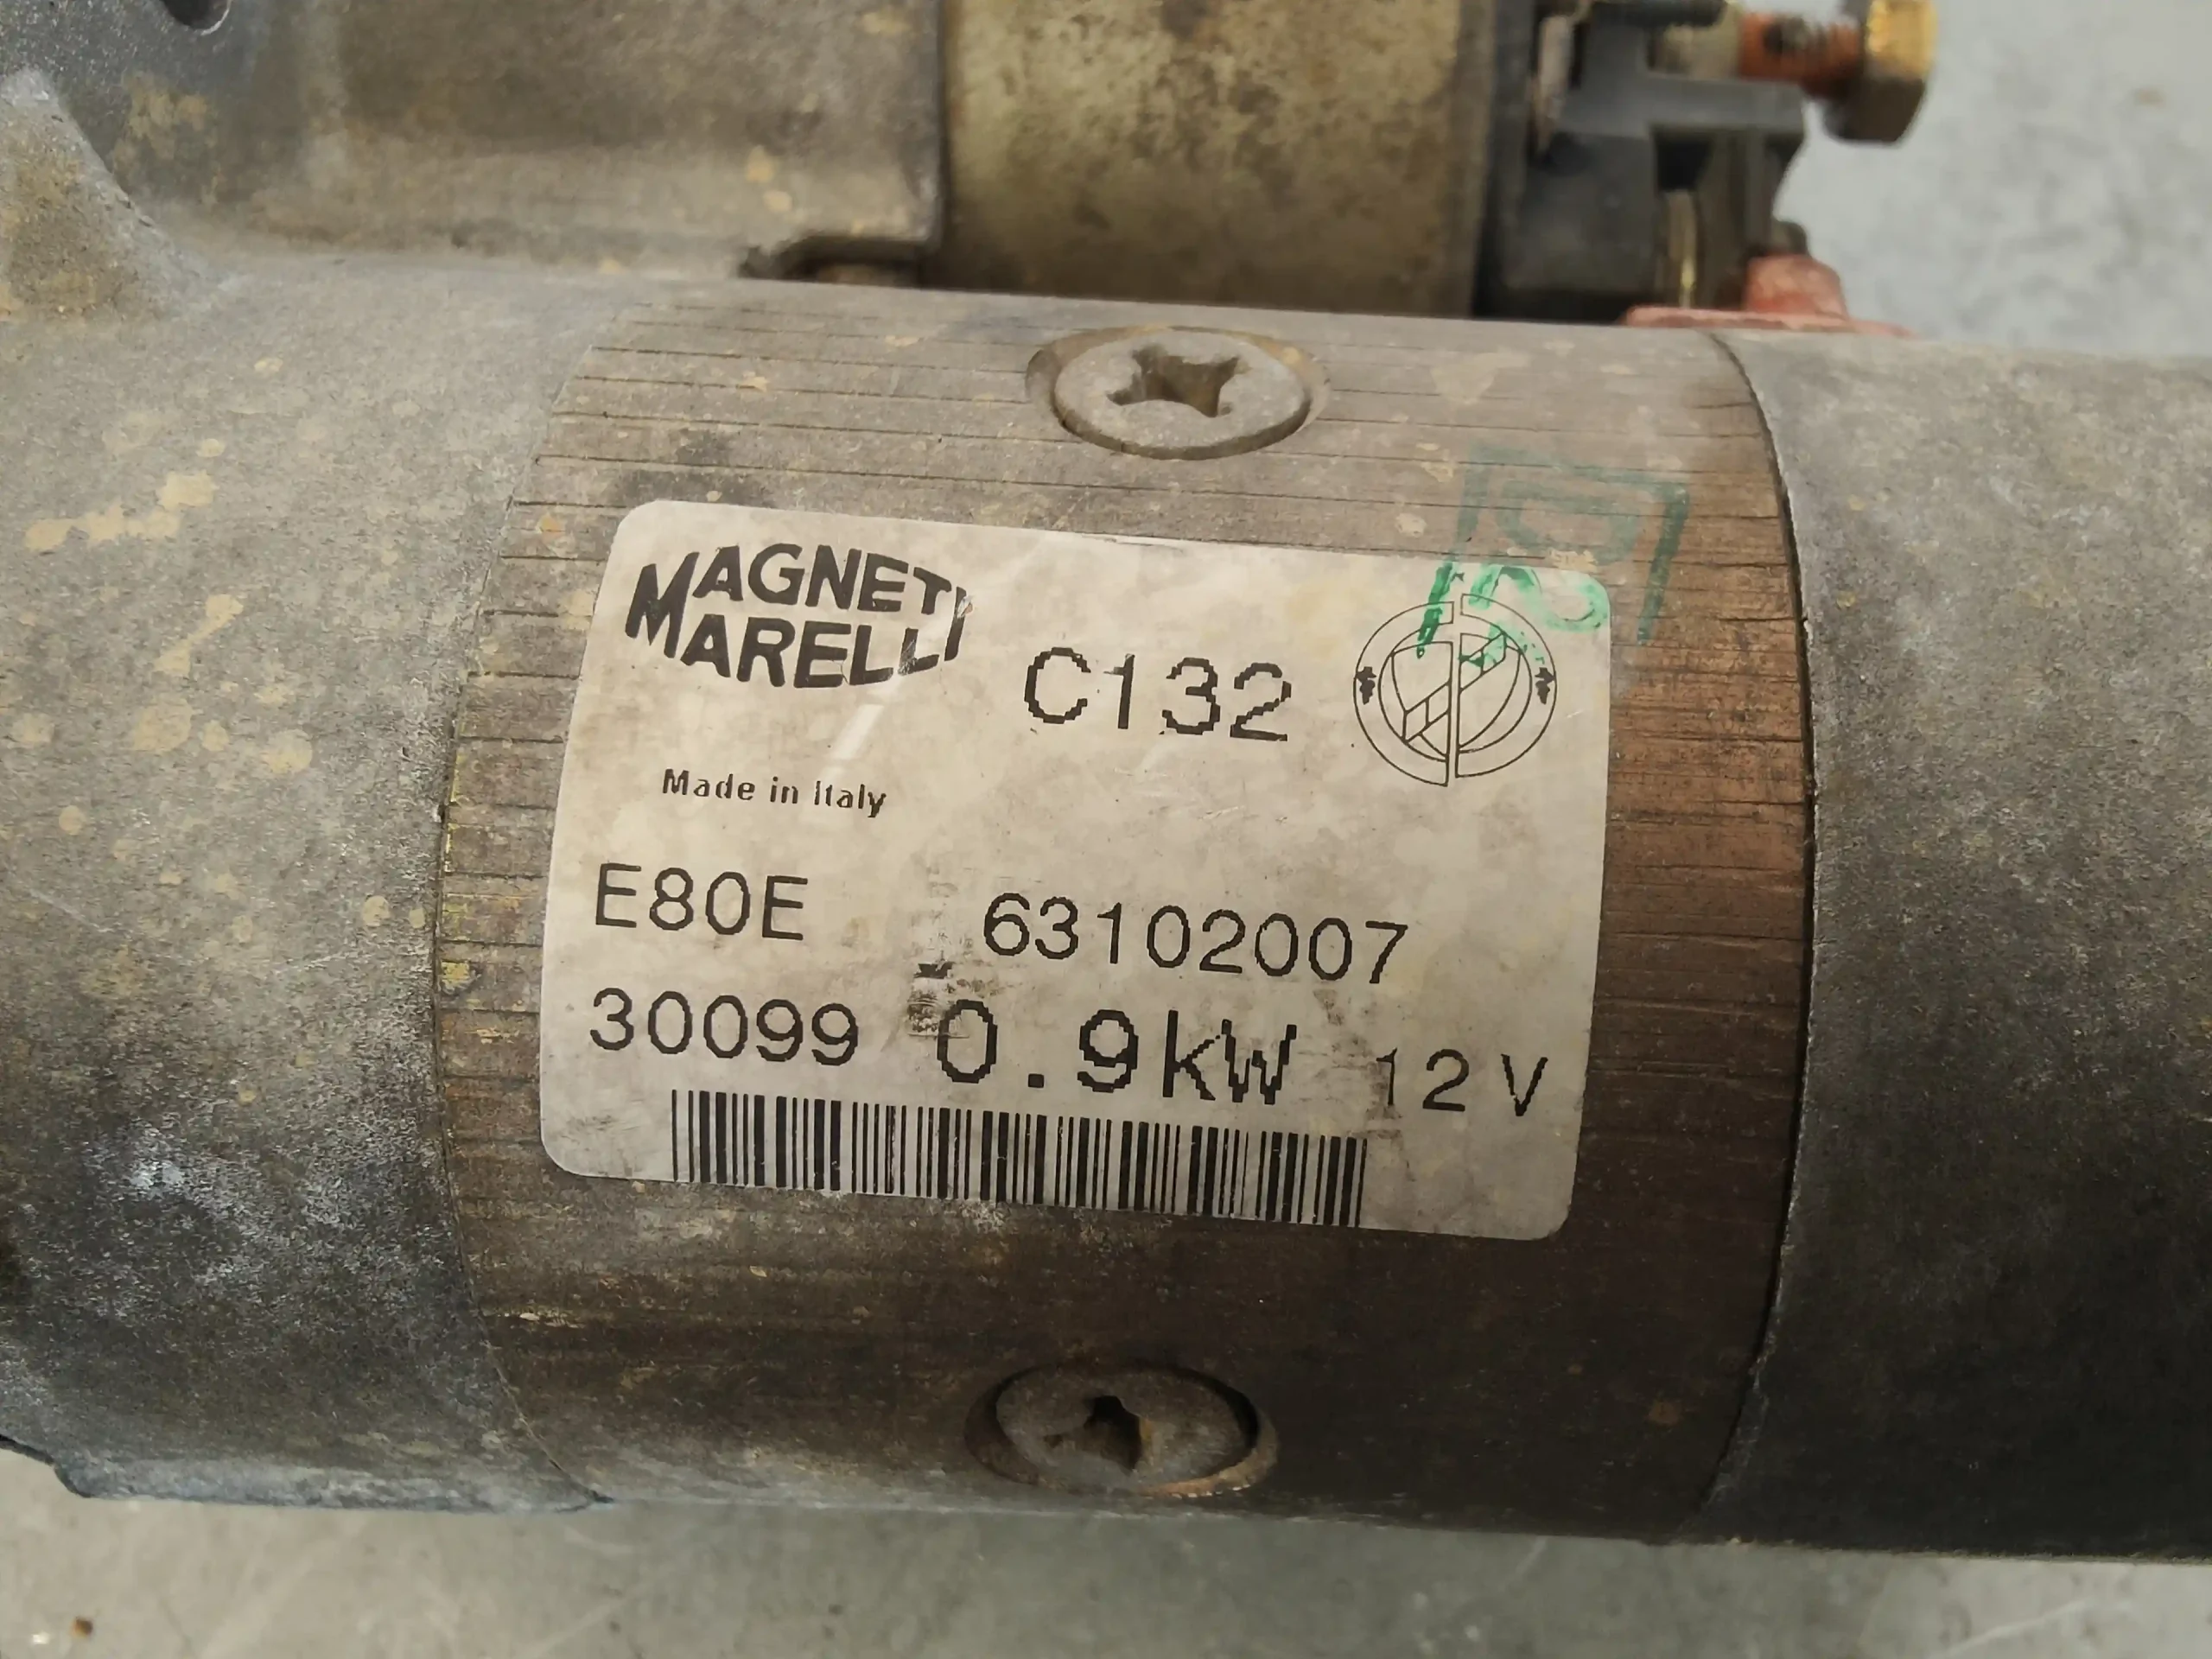 MAGNETI
MARELLI
C132
Made in Italy
E80E 63102007
30099 0.9kW 12V